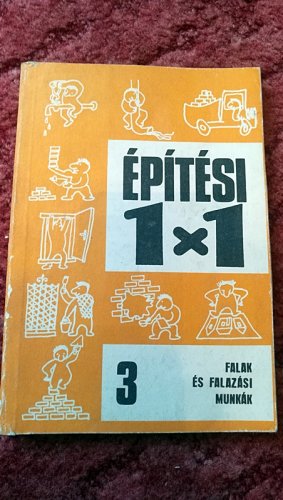 ÉPÍTÉSI
1×1
3
FALAK
ÉS FALAZÁSI
MUNKÁK